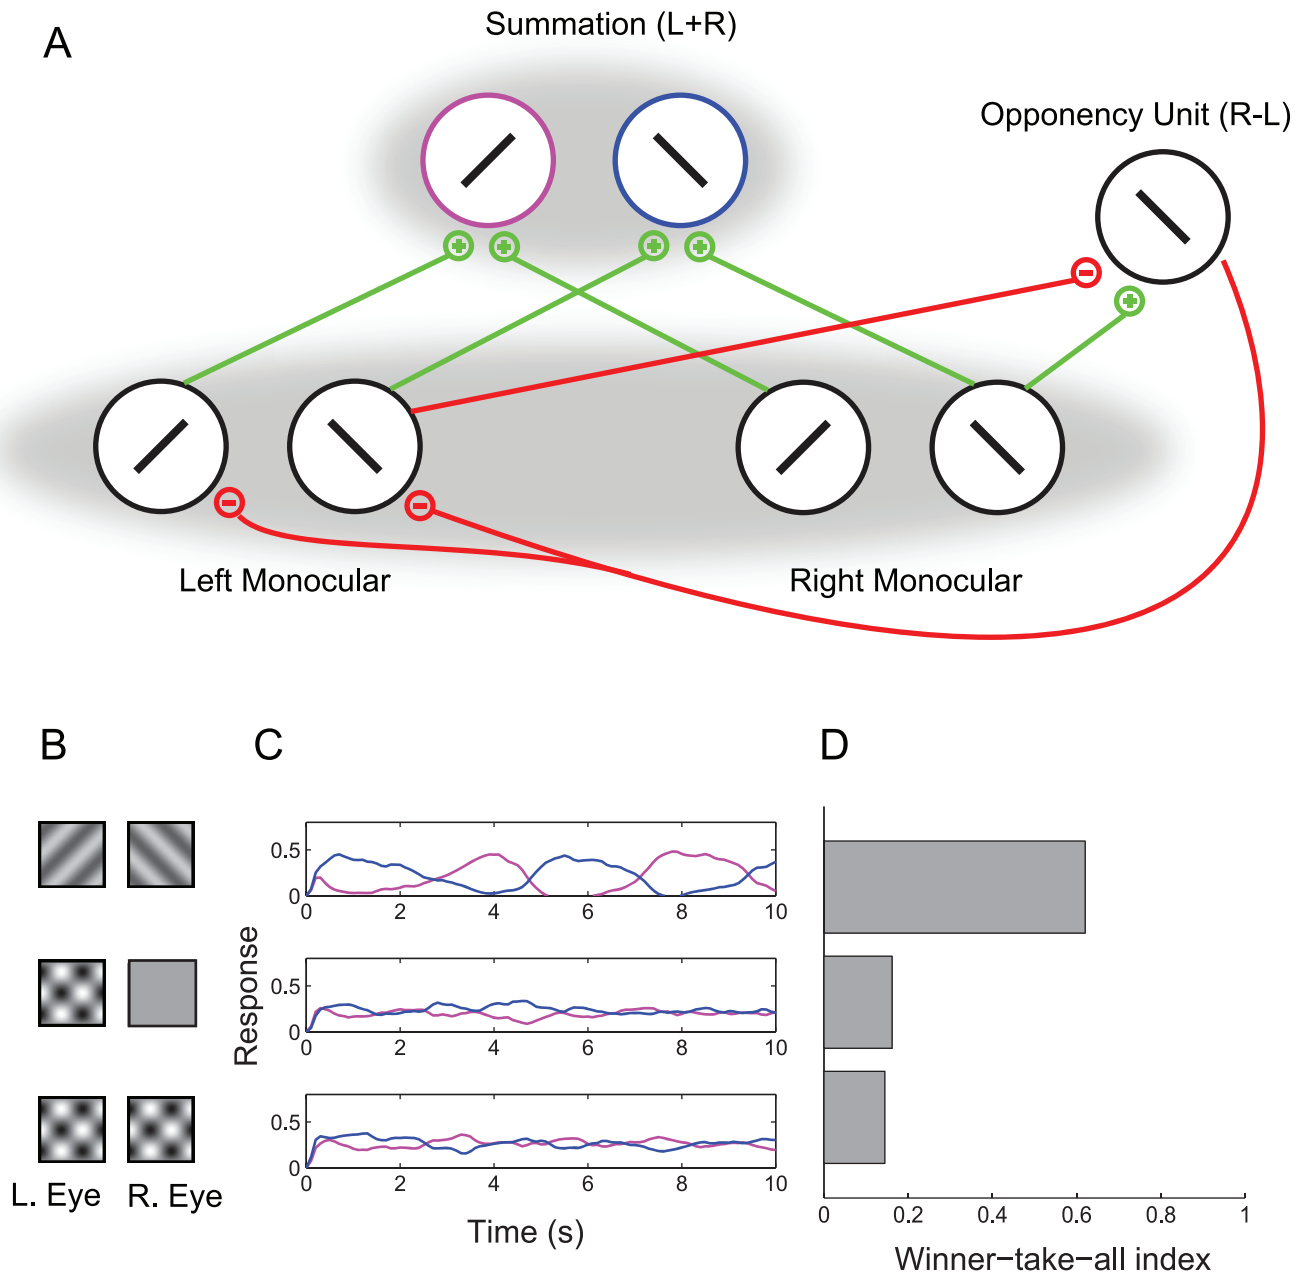 A
Summation (L+R)
Opponency Unit (R-L)
Left Monocular
Right Monocular
B
C
D
0.5
0
0 2 4 6 8 10
0.5
0
0 2 4 6 8 10
0.5
0
0 2 4 6 8 10
Response
Time (s)
L. Eye R. Eye
0 0.2 0.4 0.6 0.8 1
Winner−take−all index